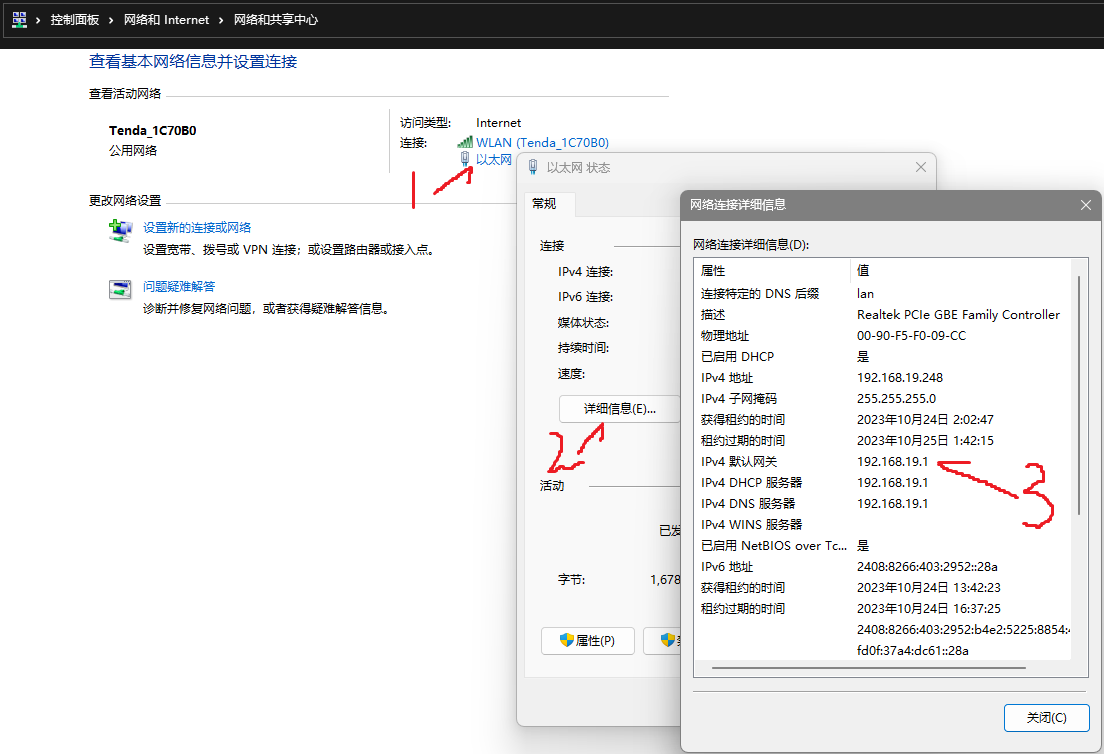 控制面板 › 网络和 Internet › 网络和共享中心
查看基本网络信息并设置连接
查看活动网络
Tenda_1C70B0
公用网络
访问类型: Internet
连接: WLAN (Tenda_1C70B0)
以太网
更改网络设置
设置新的连接或网络
设置宽带、拨号或 VPN 连接；或设置路由器或接入点。
问题疑难解答
诊断并修复网络问题，或者获得疑难解答信息。
1
以太网 状态
常规
连接
IPv4 连接:
IPv6 连接:
媒体状态:
持续时间:
速度:
详细信息(E)...
2
活动
已发
字节: 1,678
属性(P)
网络连接详细信息
网络连接详细信息(D):
属性 值
连接特定的 DNS 后缀 lan
描述 Realtek PCIe GBE Family Controller
物理地址 00-90-F5-F0-09-CC
已启用 DHCP 是
IPv4 地址 192.168.19.248
IPv4 子网掩码 255.255.255.0
获得租约的时间 2023年10月24日 2:02:47
租约过期的时间 2023年10月25日 1:42:15
IPv4 默认网关 192.168.19.1
IPv4 DHCP 服务器 192.168.19.1
IPv4 DNS 服务器 192.168.19.1
IPv4 WINS 服务器
已启用 NetBIOS over Tc... 是
IPv6 地址 2408:8266:403:2952::28a
获得租约的时间 2023年10月24日 13:42:23
租约过期的时间 2023年10月24日 16:37:25
2408:8266:403:2952:b4e2:5225:8854:4
fd0f:37a4:dc61::28a
3
关闭(C)